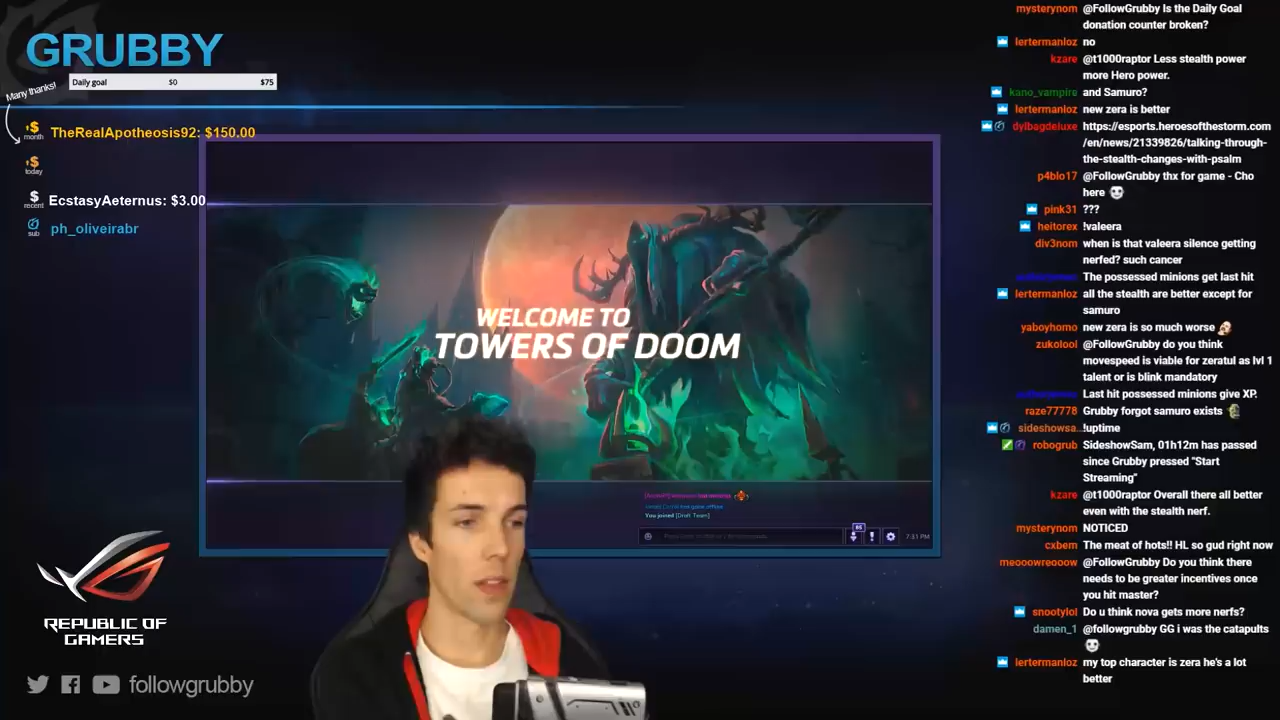 GRUBBY
Daily goal $0 $75
Many thanks!
$ month TheRealApotheosis92: $150.00
$ today
$ recent EcstasyAeternus: $3.00
sub ph_oliveirabr
WELCOME TO
TOWERS OF DOOM
You joined [Draft Team]
86
7:31 PM
REPUBLIC OF
GAMERS
followgrubby
mysterynom @FollowGrubby Is the Daily Goal
donation counter broken?
lertermanloz no
kzare @t1000raptor Less stealth power
more Hero power.
kano_vampire and Samuro?
lertermanloz new zera is better
dylbagdeluxe https://esports.heroesofthestorm.com
/en/news/21339826/talking-through-
the-stealth-changes-with-psalm
p4blo17 @FollowGrubby thx for game - Cho
here
pink31 ???
heitorex !valeera
div3nom when is that valeera silence getting
nerfed? such cancer
The possessed minions get last hit
lertermanloz all the stealth are better except for
samuro
yaboyhomo new zera is so much worse
zukolool @FollowGrubby do you think
movespeed is viable for zeratul as lvl 1
talent or is blink mandatory
Last hit possessed minions give XP.
raze77778 Grubby forgot samuro exists
sideshowsa... !uptime
robogrub SideshowSam, 01h12m has passed
since Grubby pressed "Start
Streaming"
kzare @t1000raptor Overall there all better
even with the stealth nerf.
mysterynom NOTICED
cxbem The meat of hots!! HL so gud right now
meooowreooow @FollowGrubby Do you think there
needs to be greater incentives once
you hit master?
snootylol Do u think nova gets more nerfs?
damen_1 @followgrubby GG i was the catapults
lertermanloz my top character is zera he's a lot
better